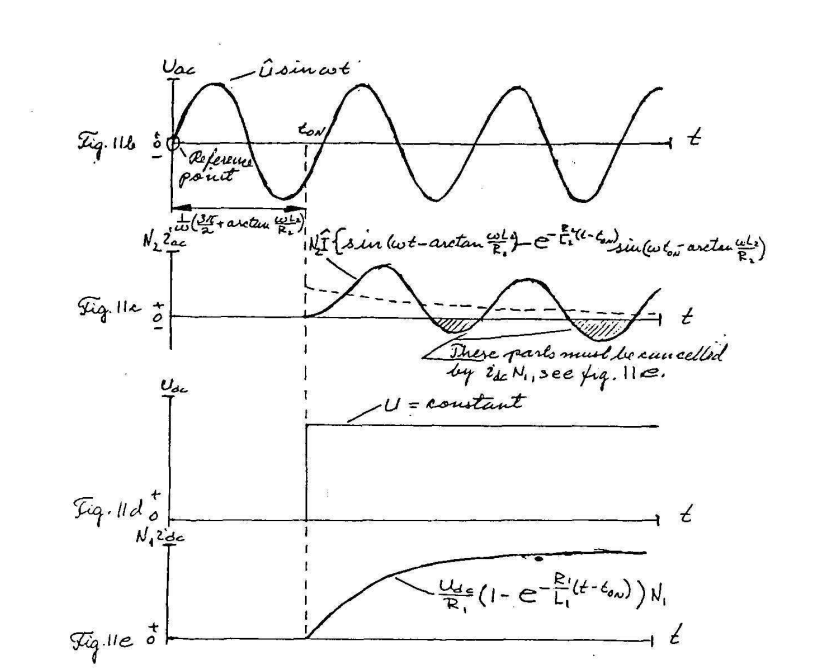 Uac
Û sin ωt
tON
Fig. 11b
+
0
−
t
Reference
point
1/ω (3π/2 + arctan ωL₂/R₂)
N₂ iac
N₂Î {sin (ωt − arctan ωL₂/R₂) − e^−R₂/L₂(t−tON) sin(ωtON − arctan ωL₂/R₂)
Fig. 11c
+
0
−
t
These parts must be cancelled
by idc N₁, see fig. 11e.
Udc
U = constant
Fig. 11d
+
0
t
N₁ idc
Udc/R₁ (1 − e^−R₁/L₁(t−tON)) N₁
Fig. 11e
+
0
t